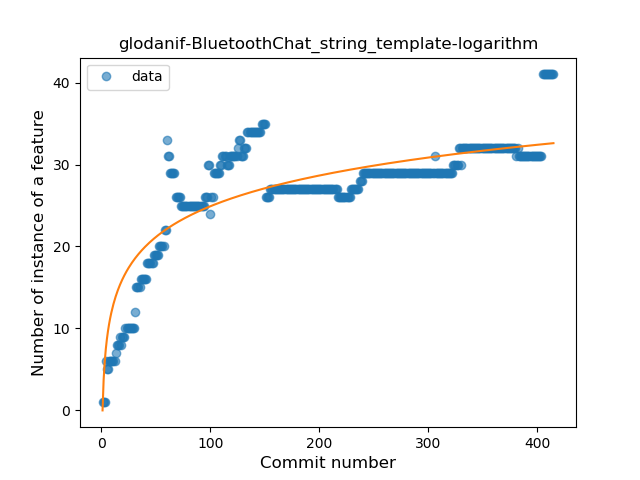 glodanif-BluetoothChat_string_template-logarithm
data
Number of instance of a feature
40
30
20
10
0
0 100 200 300 400
Commit number